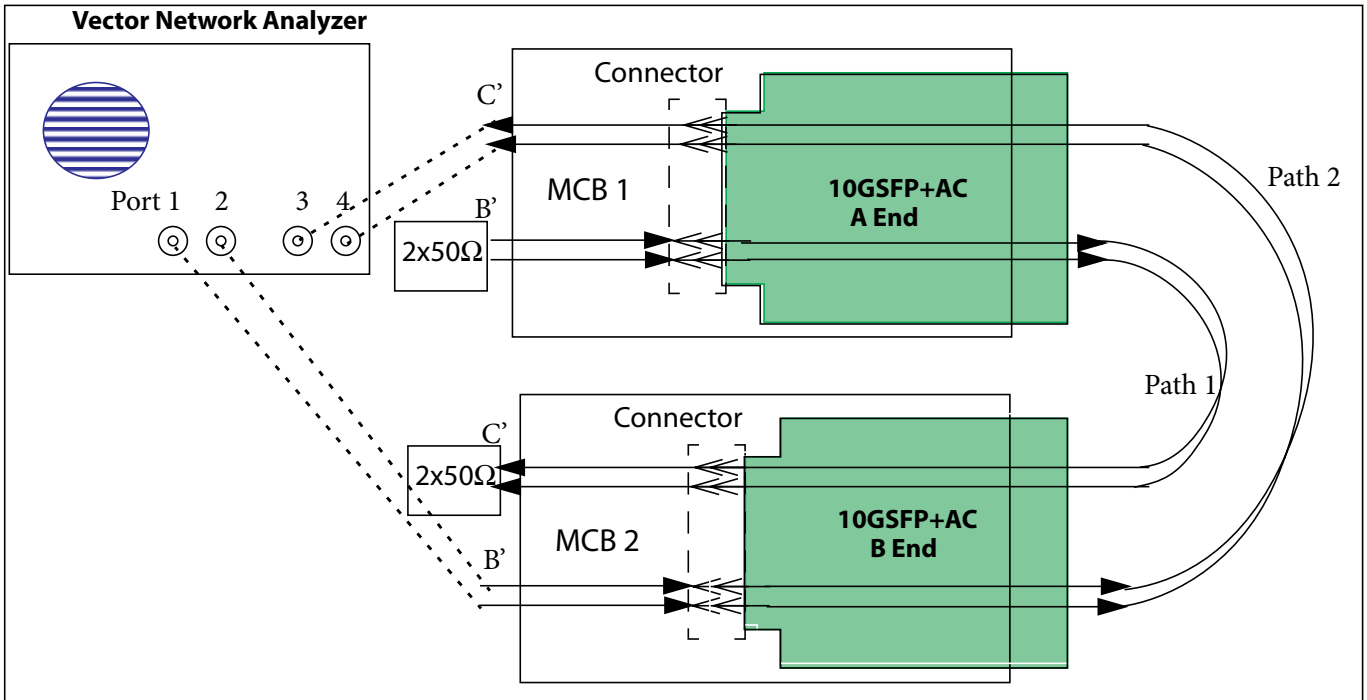 Vector Network Analyzer
Port 1 2 3 4
Connector
C’
MCB 1
B’
2x50Ω
10GSFP+AC
A End
Path 2
Path 1
Connector
C’
2x50Ω
MCB 2
B’
10GSFP+AC
B End